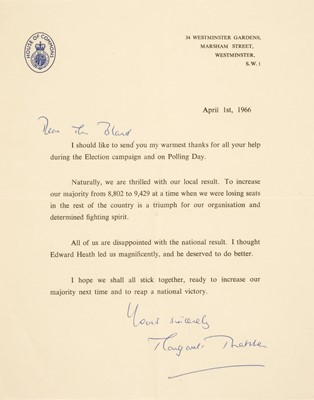 HOUSE OF COMMONS
34 WESTMINSTER GARDENS,
MARSHAM STREET,
WESTMINSTER,
S.W.1
April 1st, 1966
Dear
I should like to send you my warmest thanks for all your help
during the Election campaign and on Polling Day.
Naturally, we are thrilled with our local result. To increase
our majority from 8,802 to 9,429 at a time when we were losing seats
in the rest of the country is a triumph for our organisation and
determined fighting spirit.
All of us are disappointed with the national result. I thought
Edward Heath led us magnificently, and he deserved to do better.
I hope we shall all stick together, ready to increase our
majority next time and to reap a national victory.
Yours sincerely
Margaret Thatcher